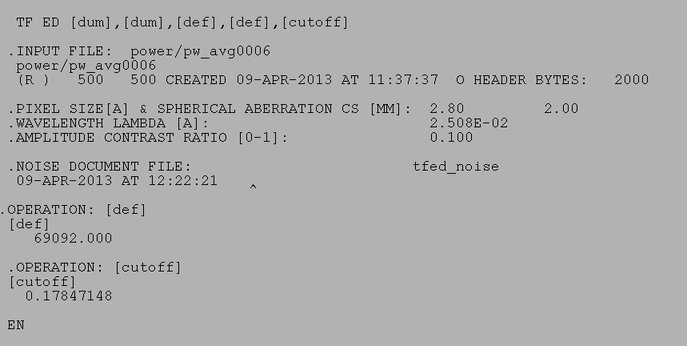 TF ED [dum],[dum],[def],[def],[cutoff]
.INPUT FILE: power/pw_avg0006
power/pw_avg0006
(R ) 500 500 CREATED 09-APR-2013 AT 11:37:37 O HEADER BYTES: 2000
.PIXEL SIZE[A] & SPHERICAL ABERRATION CS [MM]: 2.80 2.00
.WAVELENGTH LAMBDA [A]: 2.508E-02
.AMPLITUDE CONTRAST RATIO [0-1]: 0.100
.NOISE DOCUMENT FILE: tfed_noise
09-APR-2013 AT 12:22:21 ^
.OPERATION: [def]
[def]
69092.000
.OPERATION: [cutoff]
[cutoff]
0.17847148
EN